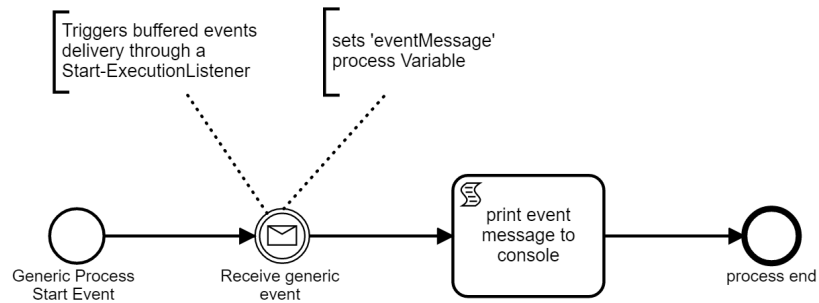 Triggers buffered events
delivery through a
Start-ExecutionListener
sets 'eventMessage'
process Variable
Generic Process
Start Event
Receive generic
event
print event
message to
console
process end